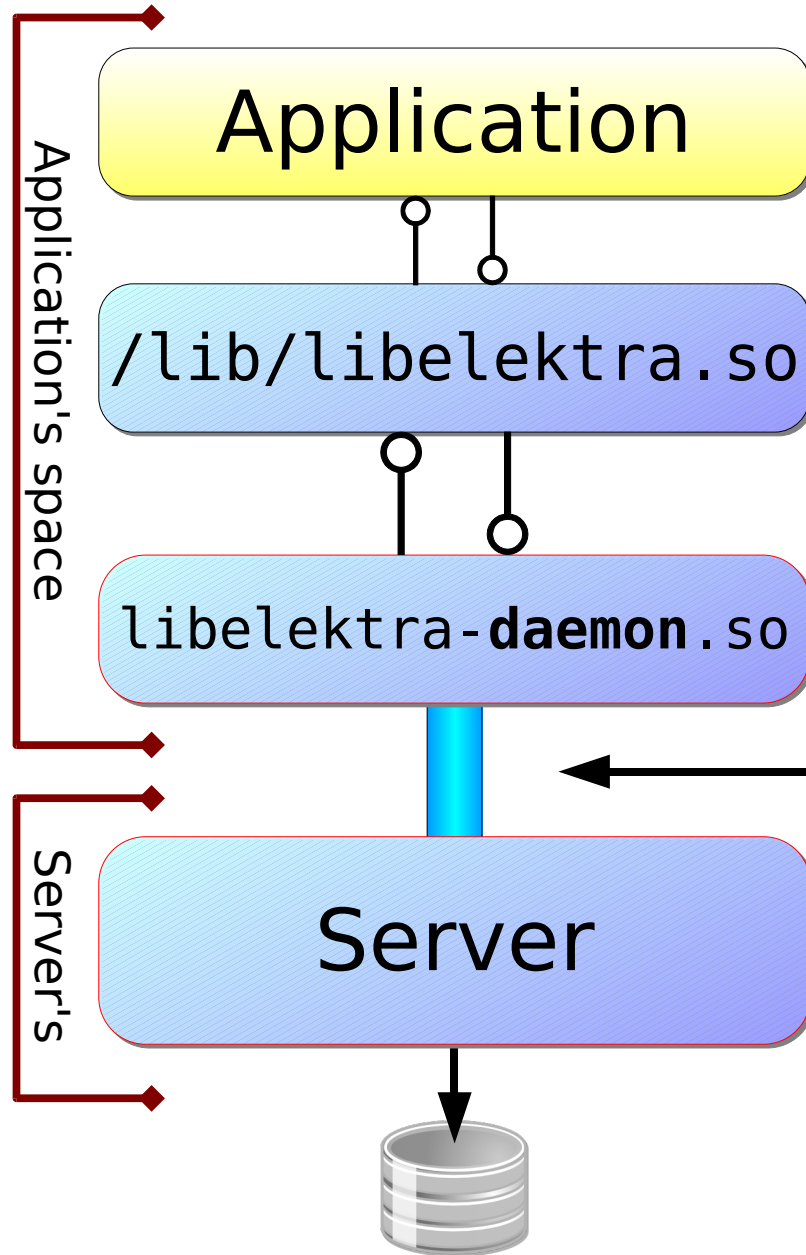 Application
Application's space
/lib/libelektra.so
libelektra-daemon.so
Server
Server's